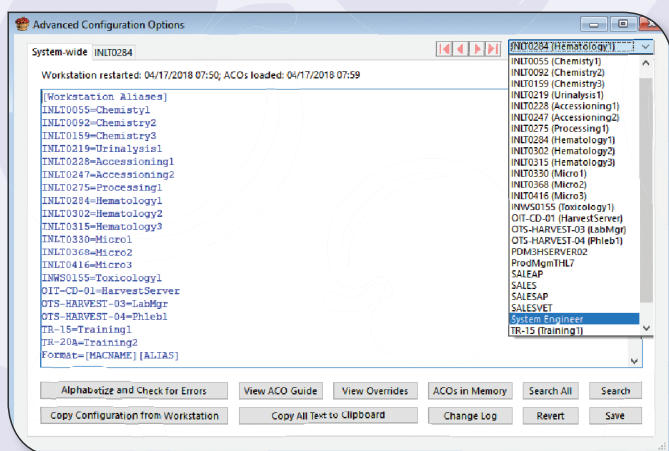 Advanced Configuration Options
System-wide INLT0284
INLT0284 (Hematology1)
Workstation restarted: 04/17/2018 07:50; ACOs loaded: 04/17/2018 07:59
[Workstation Aliases]
INLT0055=Chemisty1
INLT0092=Chemistry2
INLT0159=Chemistry3
INLT0219=Urinalysis1
INLT0228=Accessioning1
INLT0247=Accessioning2
INLT0275=Processing1
INLT0284=Hematology1
INLT0302=Hematology2
INLT0315=Hematology3
INLT0330=Micro1
INLT0368=Micro2
INLT0416=Micro3
INWS0155=Toxicology1
OIT-CD-01=HarvestServer
OTS-HARVEST-03=LabMgr
OTS-HARVEST-04=Phleb1
TR-15=Training1
TR-20A=Training2
Format=[MACNAME][ALIAS]
INLT0055 (Chemisty1)
INLT0092 (Chemistry2)
INLT0159 (Chemistry3)
INLT0219 (Urinalysis1)
INLT0228 (Accessioning1)
INLT0247 (Accessioning2)
INLT0275 (Processing1)
INLT0284 (Hematology1)
INLT0302 (Hematology2)
INLT0315 (Hematology3)
INLT0330 (Micro1)
INLT0368 (Micro2)
INLT0416 (Micro3)
INWS0155 (Toxicology1)
OIT-CD-01 (HarvestServer)
OTS-HARVEST-03 (LabMgr)
OTS-HARVEST-04 (Phleb1)
PDM3HSERVER02
ProdMgmTHL7
SALEAP
SALES
SALESAP
SALESVET
System Engineer
TR-15 (Training1)
Alphabetize and Check for Errors View ACO Guide View Overrides ACOs in Memory Search All Search
Copy Configuration from Workstation Copy All Text to Clipboard Change Log Revert Save